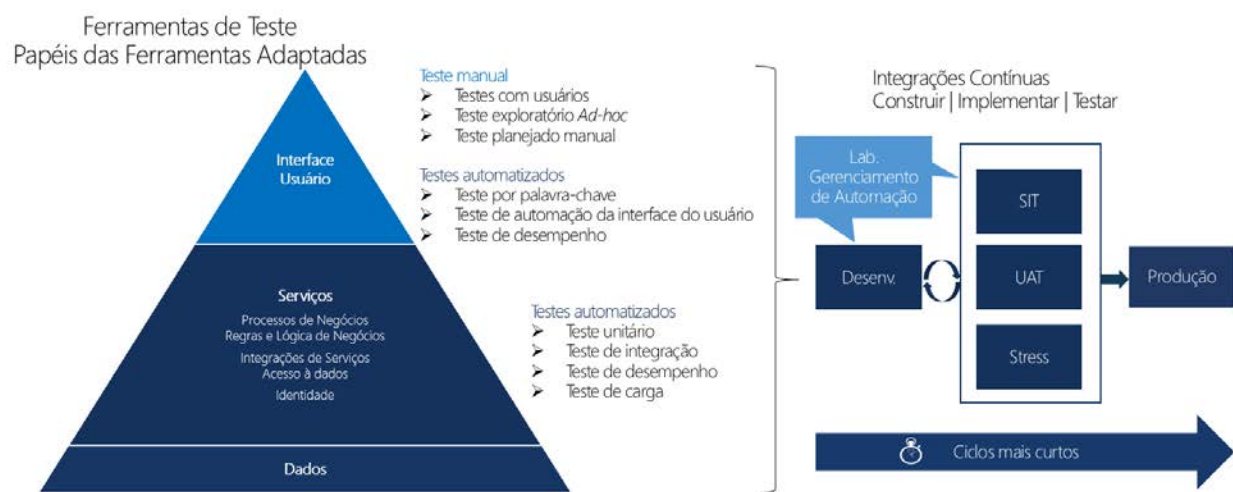 Ferramentas de Teste
Papéis das Ferramentas Adaptadas
Interface
Usuário
Serviços
Processos de Negócios
Regras e Lógica de Negócios
Integrações de Serviços
Acesso à dados
Identidade
Dados
Teste manual
Testes com usuários
Teste exploratório Ad-hoc
Teste planejado manual
Testes automatizados
Teste por palavra-chave
Teste de automação da interface do usuário
Teste de desempenho
Testes automatizados
Teste unitário
Teste de integração
Teste de desempenho
Teste de carga
Integrações Contínuas
Construir | Implementar | Testar
Lab.
Gerenciamento
de Automação
Desenv.
SIT
UAT
Stress
Produção
Ciclos mais curtos